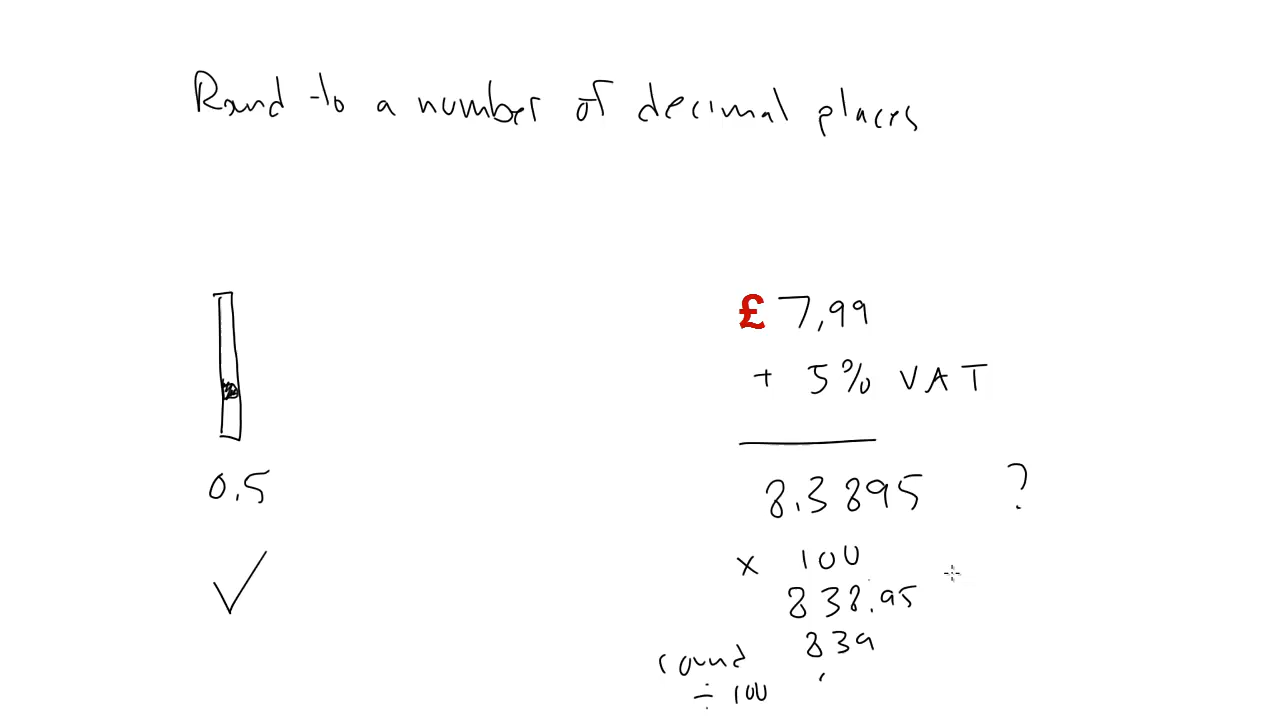 Round to a number of decimal places
£ 7.99
+ 5% VAT
0.5
8.3895 ?
x 100
838.95
839
round
÷ 100